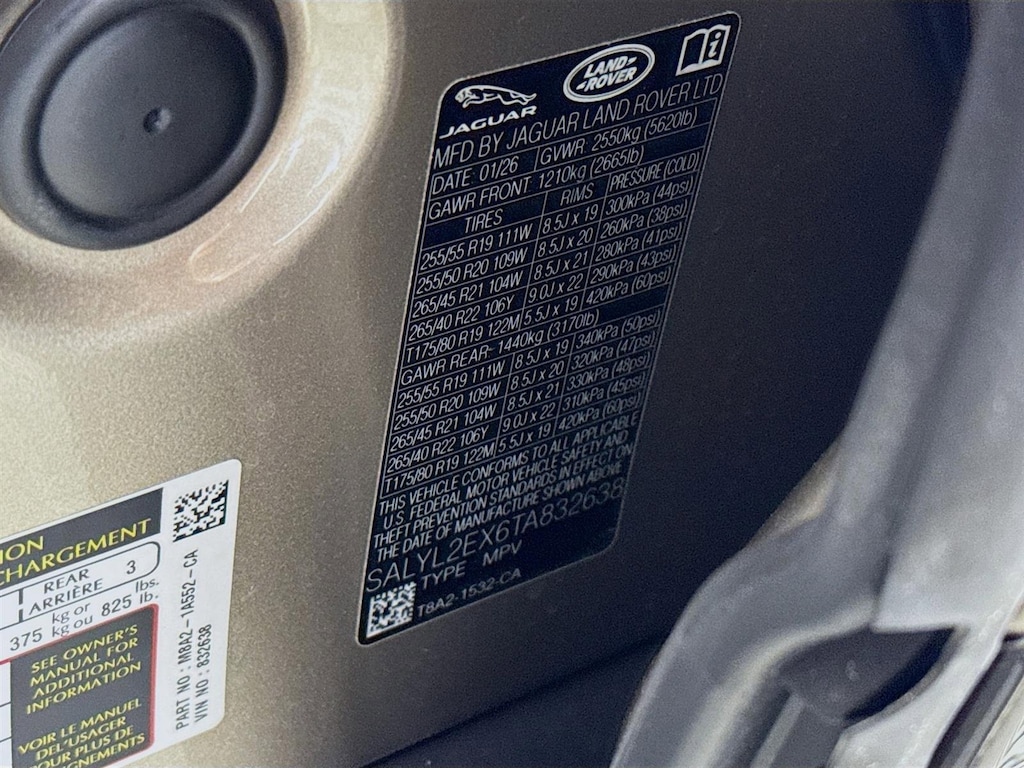 JAGUAR
LAND-
-ROVER
i
MFD BY JAGUAR LAND ROVER LTD
DATE: 01/26 GVWR: 2550kg (5620lb)
GAWR FRONT 1210kg (2665lb)
TIRES RIMS PRESSURE (COLD)
255/55 R19 111W 8.5J x 19 300kPa (44psi)
255/50 R20 109W 8.5J x 20 260kPa (38psi)
265/45 R21 104W 8.5J x 21 280kPa (41psi)
265/40 R22 106Y 9.0J x 22 290kPa (43psi)
T175/80 R19 122M 5.5J x 19 420kPa (60psi)
GAWR REAR- 1440kg (3170lb)
255/55 R19 111W 8.5J x 19 340kPa (50psi)
255/50 R20 109W 8.5J x 20 320kPa (47psi)
265/45 R21 104W 8.5J x 21 330kPa (48psi)
265/40 R22 106Y 9.0J x 22 310kPa (45psi)
T175/80 R19 122M 5.5J x 19 420kPa (60psi)
THIS VEHICLE CONFORMS TO ALL APPLICABLE
U.S. FEDERAL MOTOR VEHICLE SAFETY AND
THEFT PREVENTION STANDARDS IN EFFECT ON
THE DATE OF MANUFACTURE SHOWN ABOVE
SALYL2EX6TA832638
TYPE MPV
T8A2-1532-CA
ION
CHARGEMENT
REAR 3
ARRIÈRE
375 kg or 825 lbs.
kg ou lb.
SEE OWNER'S
MANUAL FOR
ADDITIONAL
INFORMATION
VOIR LE MANUEL
DEL'USAGER
POUR PLUS DE
GNEMENTS
PART NO : M8A2 - 1A552 - CA
VIN NO : 832638